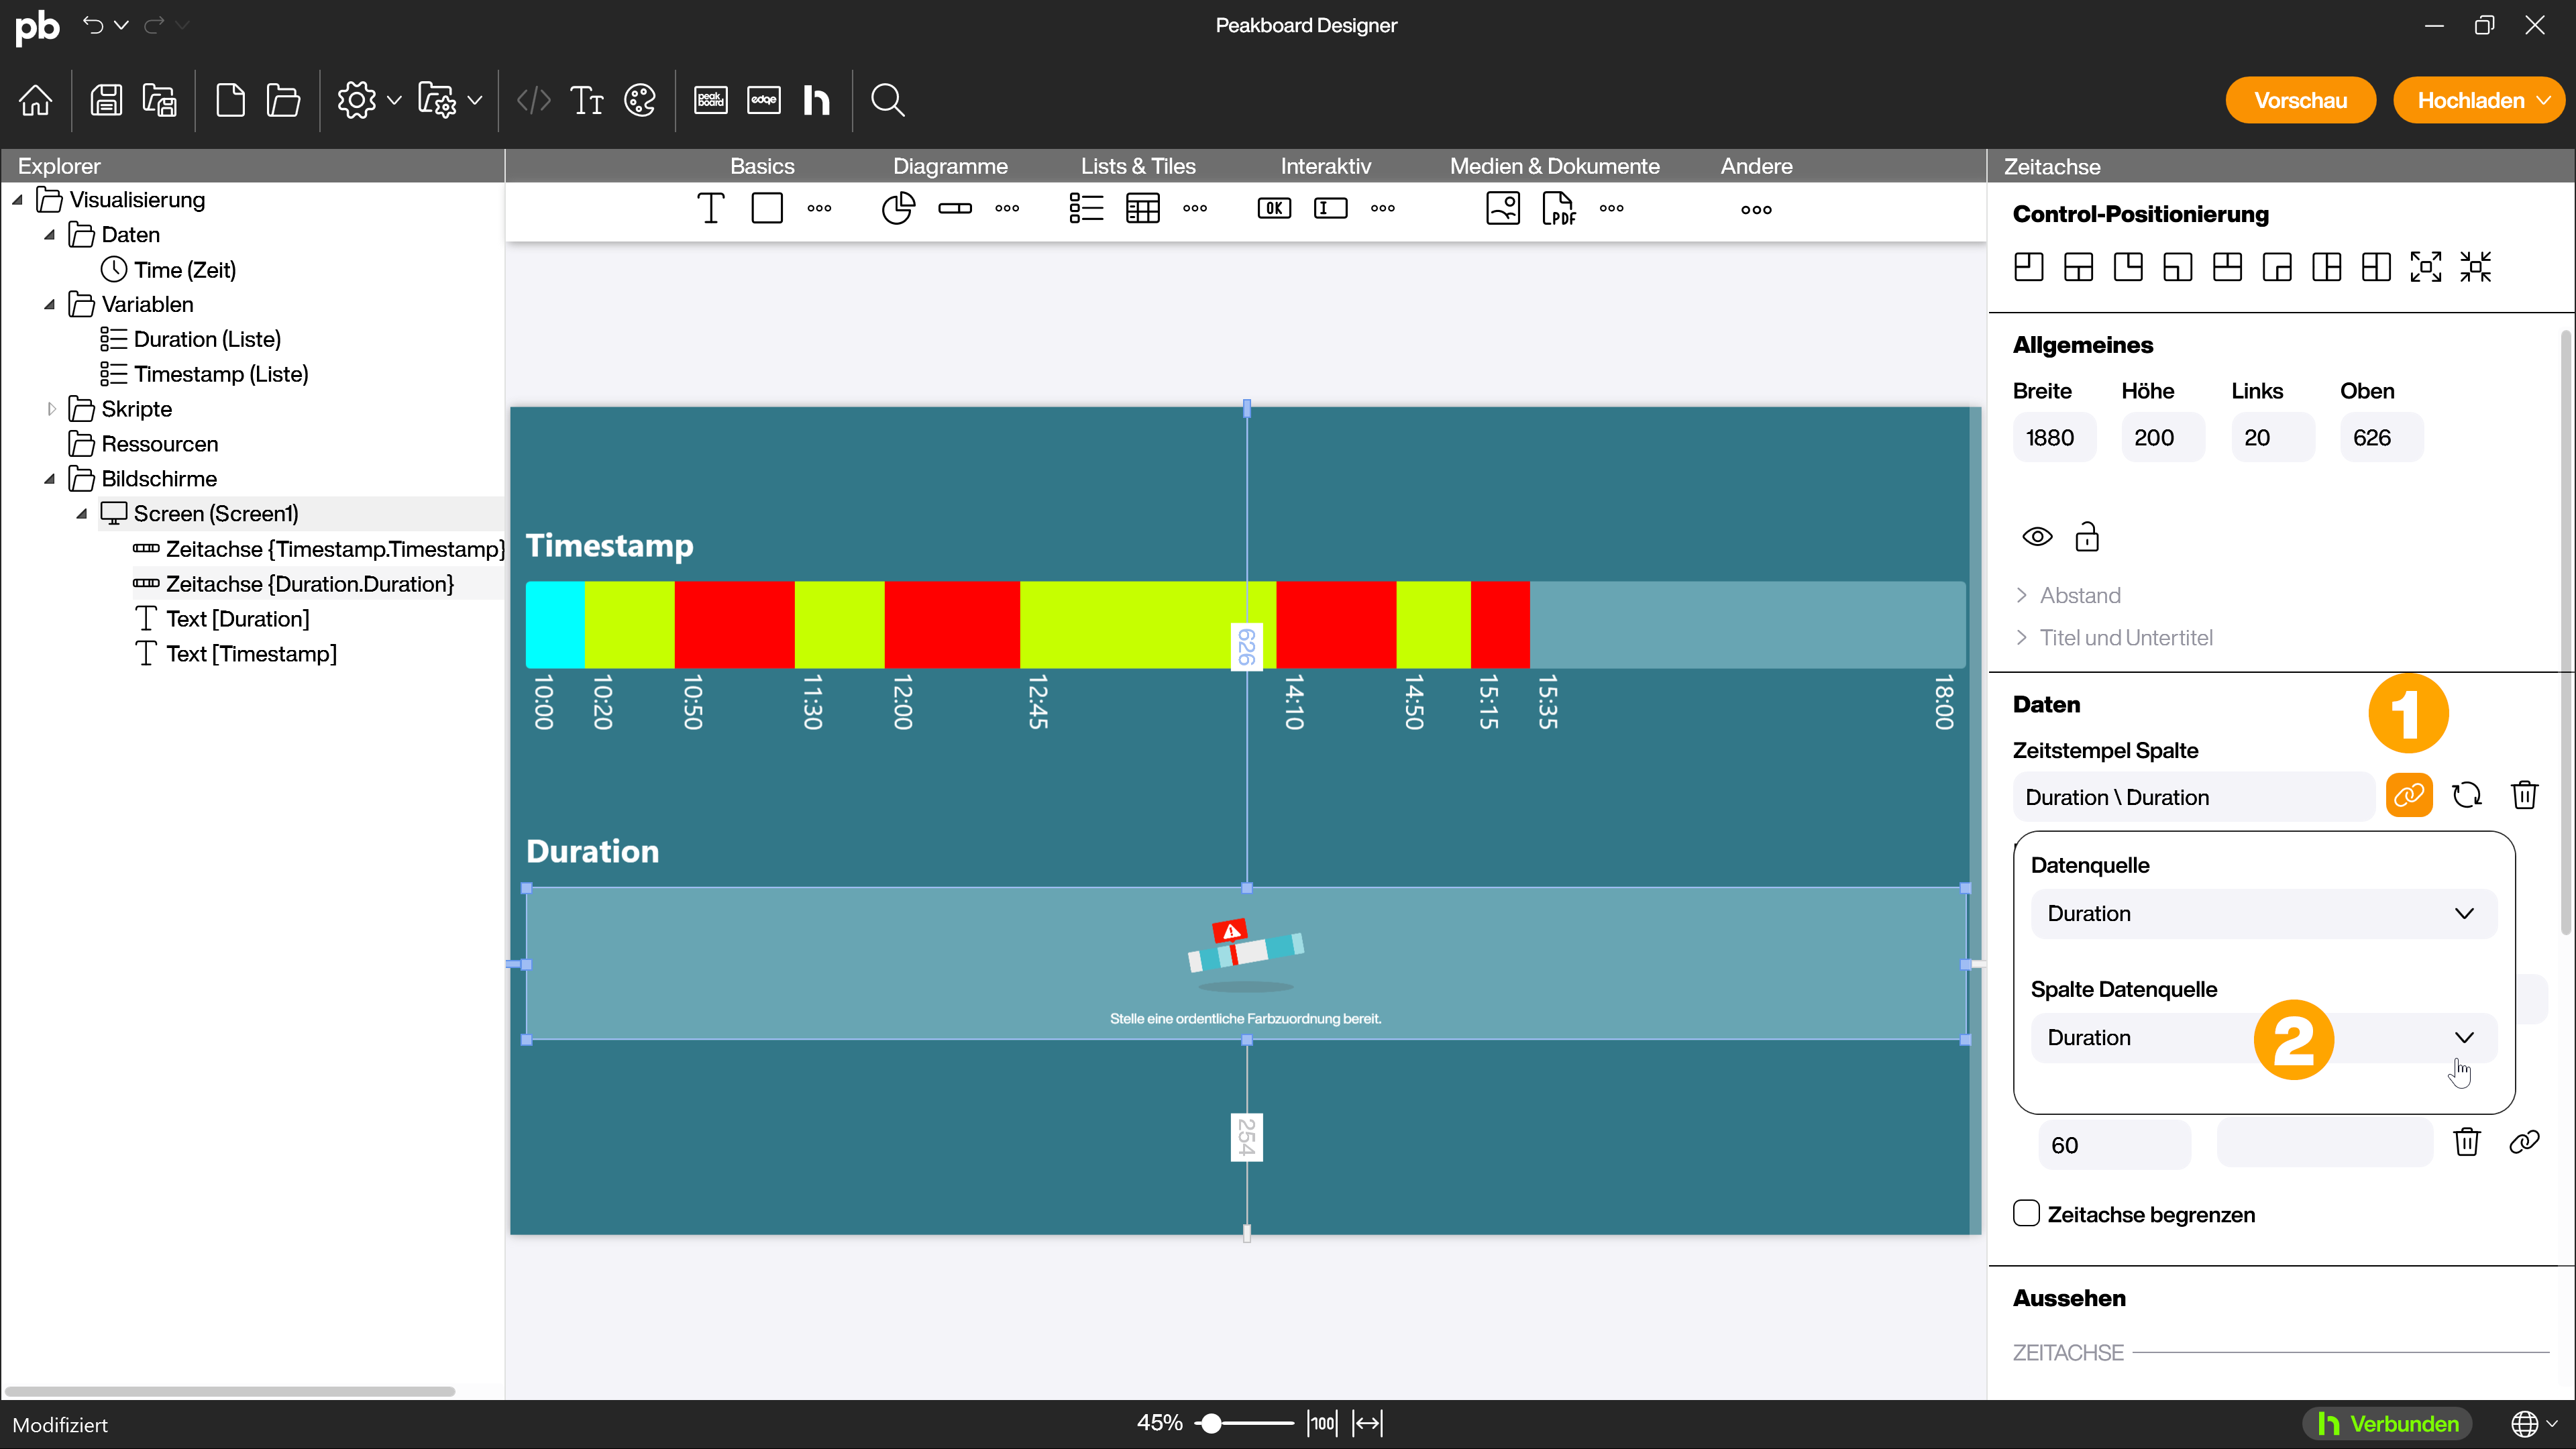 pb
Peakboard Designer
peak board
edge
h
Vorschau
Hochladen
Explorer
Basics
Diagramme
Lists & Tiles
Interaktiv
Medien & Dokumente
Andere
Zeitachse
OK
I
PDF
Visualisierung
Daten
Time (Zeit)
Variablen
Duration (Liste)
Timestamp (Liste)
Skripte
Ressourcen
Bildschirme
Screen (Screen1)
Zeitachse {Timestamp.Timestamp}
Zeitachse {Duration.Duration}
Text [Duration]
Text [Timestamp]
Timestamp
626
10:00
10:20
10:50
11:30
12:00
12:45
14:10
14:50
15:15
15:35
18:00
Duration
Stelle eine ordentliche Farbzuordnung bereit.
254
Control-Positionierung
Allgemeines
Breite Höhe Links Oben
1880 200 20 626
Abstand
Titel und Untertitel
Daten
1
Zeitstempel Spalte
Duration \ Duration
Datenquelle
Duration
Spalte Datenquelle
Duration
2
60
Zeitachse begrenzen
Aussehen
ZEITACHSE
Modifiziert
45%
100
h Verbunden